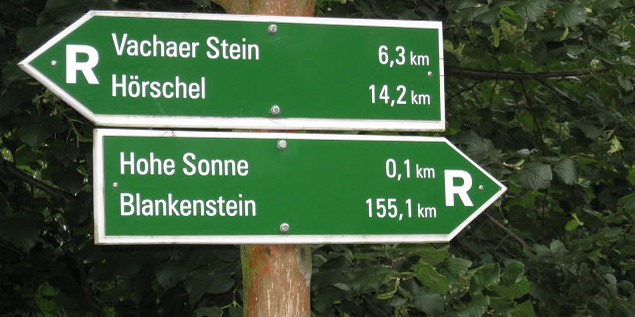 R Vachaer Stein 6,3 km
Hörschel 14,2 km
Hohe Sonne 0,1 km R
Blankenstein 155,1 km